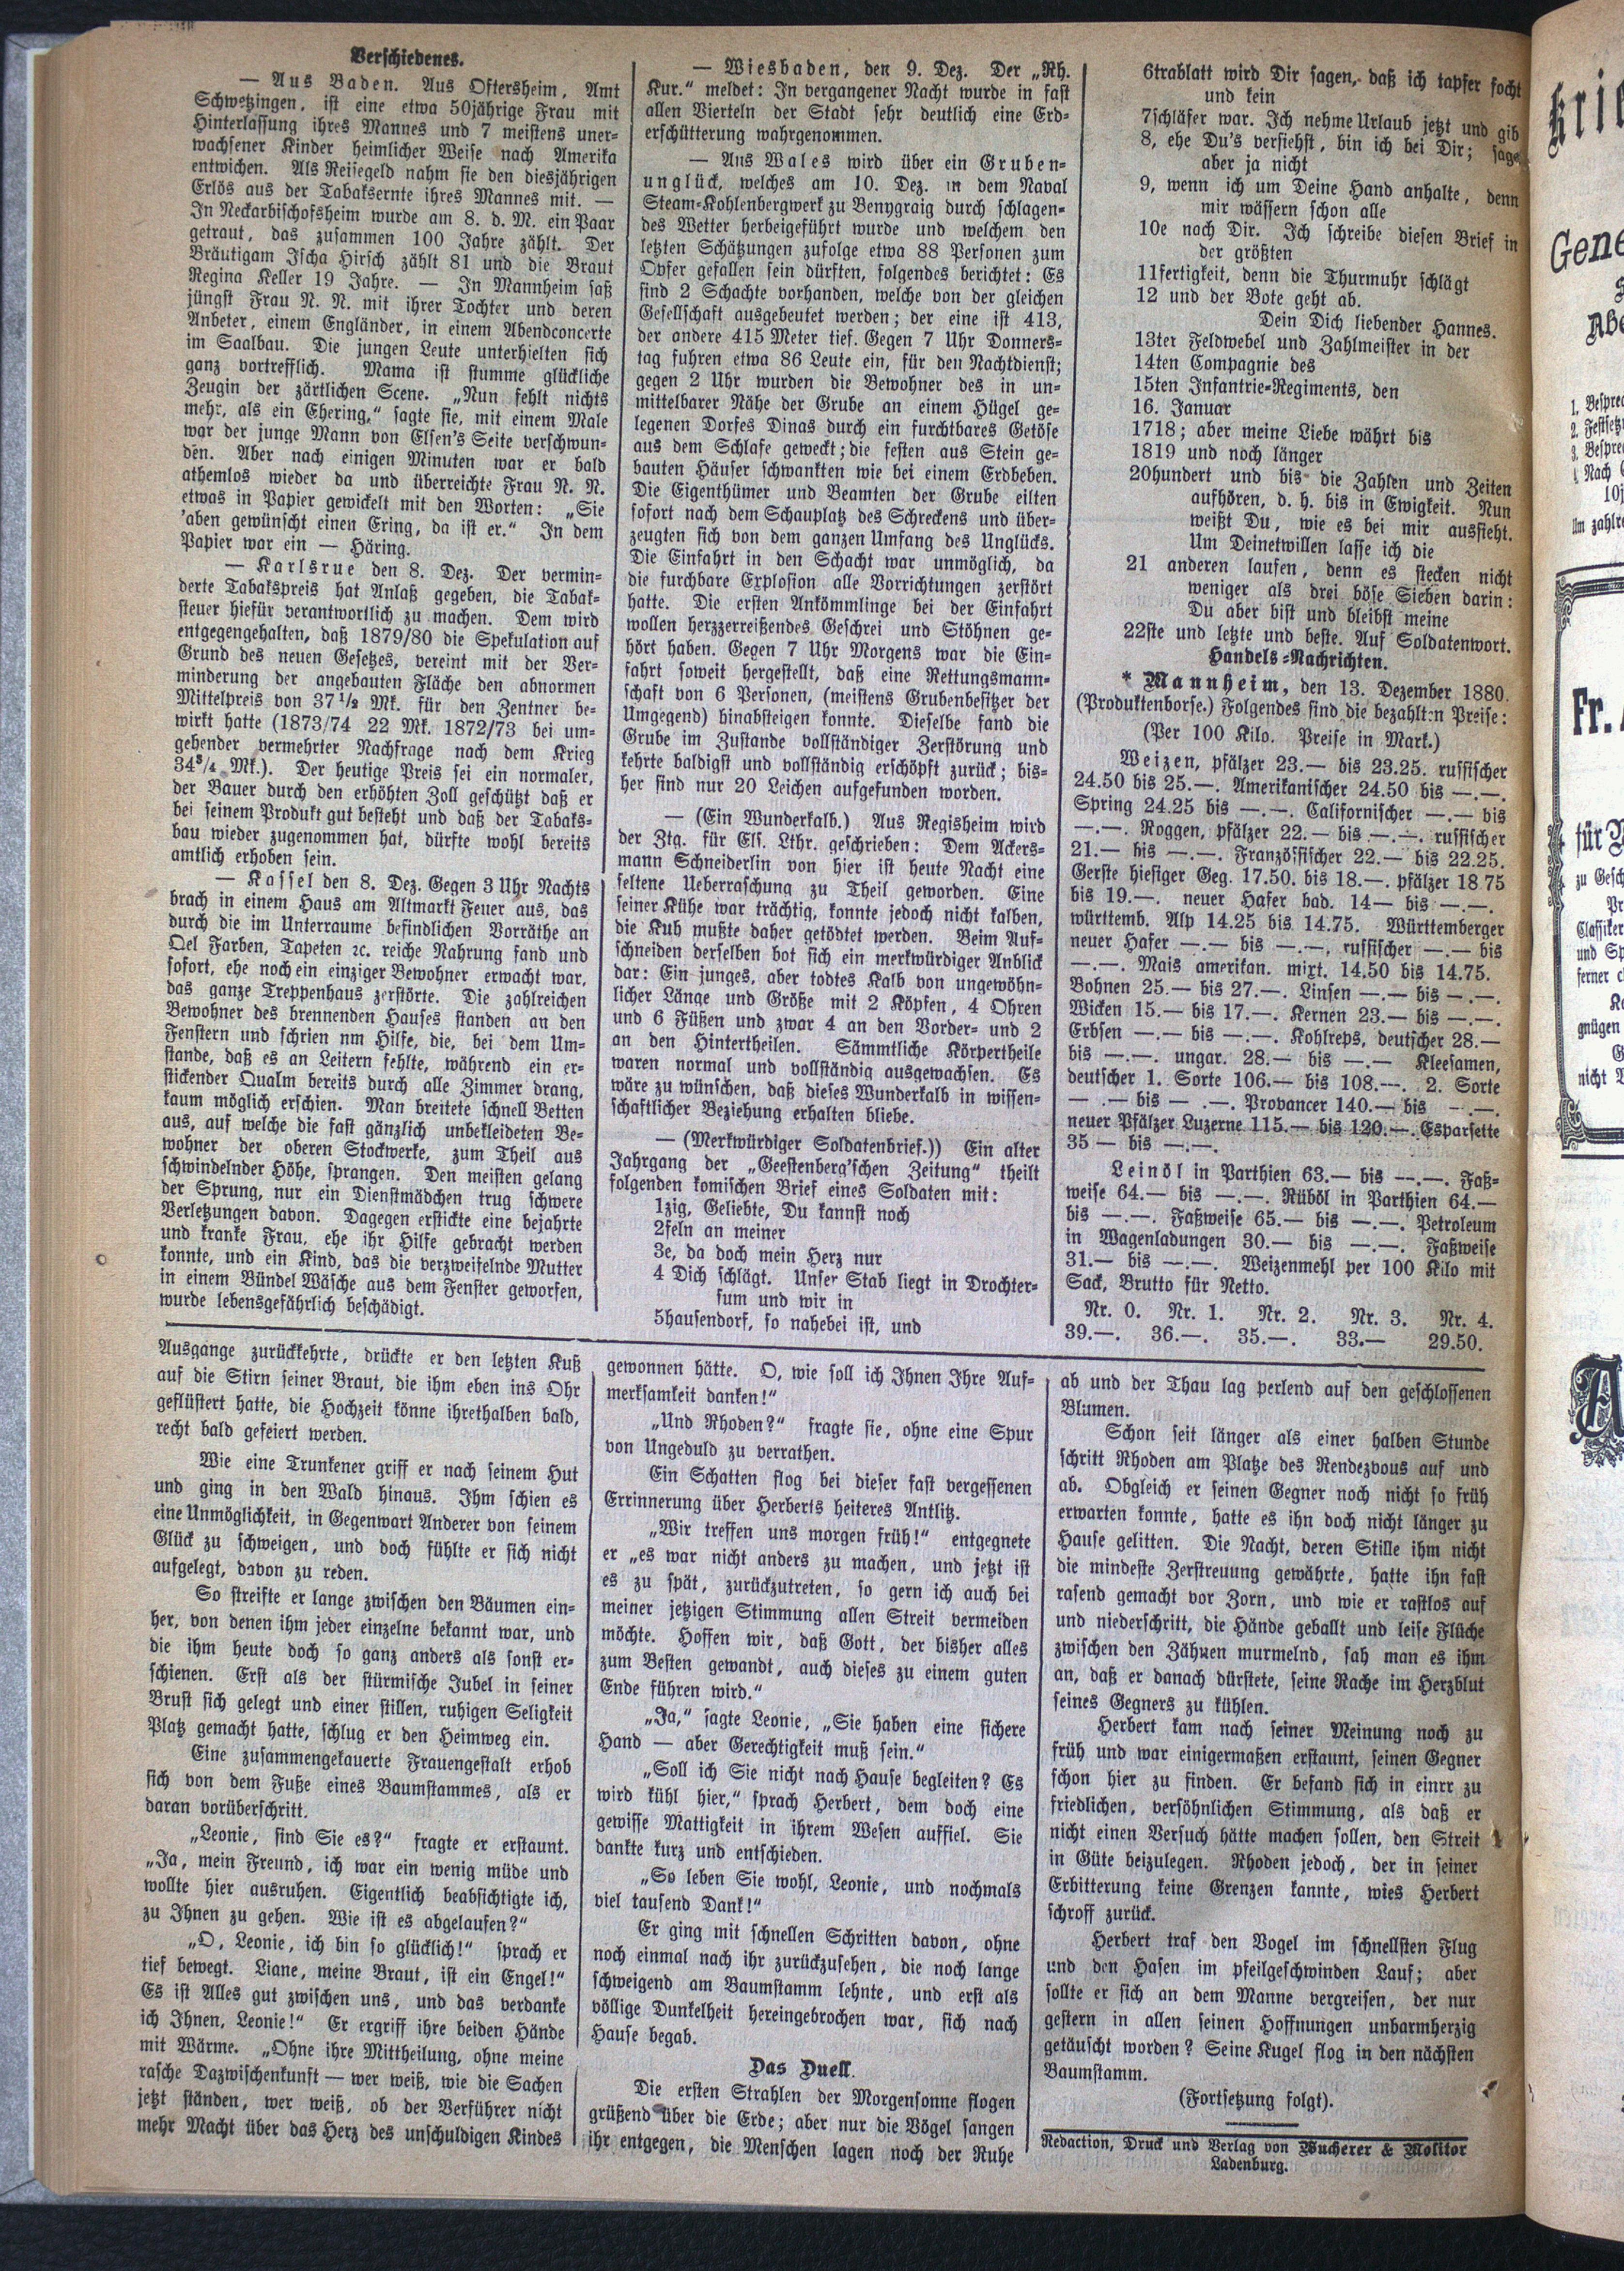 Verschiedenes.
— Aus Baden. Aus Oftersheim, Amt
Schwetzingen, ist eine etwa 50jährige Frau mit
Hinterlassung ihres Mannes und 7 meistens uner-
wachsener Kinder heimlicher Weise nach Amerika
entwichen. Als Reisegeld nahm sie den diesjährigen
Erlös aus der Tabaksernte ihres Mannes mit. —
In Neckarbischofsheim wurde am 8. d. M. ein Paar
getraut, das zusammen 100 Jahre zählt. Der
Bräutigam Ischa Hirsch zählt 81 und die Braut
Regina Keller 19 Jahre. — In Mannheim saß
jüngst Frau N. N. mit ihrer Tochter und deren
Anbeter, einem Engländer, in einem Abendconcerte
im Saalbau. Die jungen Leute unterhielten sich
ganz vortrefflich. Mama ist stumme glückliche
Zeugin der zärtlichen Scene. „Nun fehlt nichts
mehr, als ein Ehering,“ sagte sie, mit einem Male
war der junge Mann von Elsen's Seite verschwun-
den. Aber nach einigen Minuten war er bald
athemlos wieder da und überreichte Frau N. N.
etwas in Papier gewickelt mit den Worten: „Sie
'aben gewünscht einen Ering, da ist er.“ In dem
Papier war ein — Häring.
— Karlsrue den 8. Dez. Der vermin-
derte Tabakspreis hat Anlaß gegeben, die Tabak-
steuer hiefür verantwortlich zu machen. Dem wird
entgegengehalten, daß 1879/80 die Spekulation auf
Grund des neuen Gesetzes, vereint mit der Ver-
minderung der angebauten Fläche den abnormen
Mittelpreis von 37 1/2 Mk. für den Zentner be-
wirkt hatte (1873/74 22 Mk. 1872/73 bei um-
gehender vermehrter Nachfrage nach dem Krieg
34 3/4 Mk.). Der heutige Preis sei ein normaler,
der Bauer durch den erhöhten Zoll geschützt daß er
bei seinem Produkt gut besteht und daß der Tabaks-
bau wieder zugenommen hat, dürfte wohl bereits
amtlich erhoben sein.
— Kassel den 8. Dez. Gegen 3 Uhr Nachts
brach in einem Haus am Altmarkt Feuer aus, das
durch die im Unterraume befindlichen Vorräthe an
Oel Farben, Tapeten ꝛc. reiche Nahrung fand und
sofort, ehe noch ein einziger Bewohner erwacht war,
das ganze Treppenhaus zerstörte. Die zahlreichen
Bewohner des brennenden Hauses standen an den
Fenstern und schrien nm Hilfe, die, bei dem Um-
stande, daß es an Leitern fehlte, während ein er-
stickender Qualm bereits durch alle Zimmer drang,
kaum möglich erschien. Man breitete schnell Betten
aus, auf welche die fast gänzlich unbekleideten Be-
wohner der oberen Stockwerke, zum Theil aus
schwindelnder Höhe, sprangen. Den meisten gelang
der Sprung, nur ein Dienstmädchen trug schwere
Verletzungen davon. Dagegen erstickte eine bejahrte
und kranke Frau, ehe ihr Hilfe gebracht werden
konnte, und ein Kind, das die verzweifelnde Mutter
in einem Bündel Wäsche aus dem Fenster geworfen,
wurde lebensgefährlich beschädigt.
— Wiesbaden, den 9. Dez. Der „Rh.
Kur.“ meldet: In vergangener Nacht wurde in fast
allen Vierteln der Stadt sehr deutlich eine Erd-
erschütterung wahrgenommen.
— Aus Wales wird über ein Gruben-
unglück, welches am 10. Dez. in dem Naval
Steam-Kohlenbergwerk zu Benygraig durch schlagen-
des Wetter herbeigeführt wurde und welchem den
letzten Schätzungen zufolge etwa 88 Personen zum
Opfer gefallen sein dürften, folgendes berichtet: Es
sind 2 Schachte vorhanden, welche von der gleichen
Gesellschaft ausgebeutet werden; der eine ist 413,
der andere 415 Meter tief. Gegen 7 Uhr Donners-
tag fuhren etwa 86 Leute ein, für den Nachtdienst;
gegen 2 Uhr wurden die Bewohner des in un-
mittelbarer Nähe der Grube an einem Hügel ge-
legenen Dorfes Dinas durch ein furchtbares Getöse
aus dem Schlafe geweckt; die festen aus Stein ge-
bauten Häuser schwankten wie bei einem Erdbeben.
Die Eigenthümer und Beamten der Grube eilten
sofort nach dem Schauplatz des Schreckens und über-
zeugten sich von dem ganzen Umfang des Unglücks.
Die Einfahrt in den Schacht war unmöglich, da
die furchbare Explosion alle Vorrichtungen zerstört
hatte. Die ersten Ankömmlinge bei der Einfahrt
wollen herzzerreißendes Geschrei und Stöhnen ge-
hört haben. Gegen 7 Uhr Morgens war die Ein-
fahrt soweit hergestellt, daß eine Rettungsmann-
schaft von 6 Personen, (meistens Grubenbesitzer der
Umgegend) hinabsteigen konnte. Dieselbe fand die
Grube im Zustande vollständiger Zerstörung und
kehrte baldigst und vollständig erschöpft zurück; bis-
her sind nur 20 Leichen aufgefunden worden.
— (Ein Wunderkalb.) Aus Regisheim wird
der Ztg. für Els. Lthr. geschrieben: Dem Ackers-
mann Schneiderlin von hier ist heute Nacht eine
seltene Ueberraschung zu Theil geworden. Eine
seiner Kühe war trächtig, konnte jedoch nicht kalben,
die Kuh mußte daher getödtet werden. Beim Auf-
schneiden derselben bot sich ein merkwürdiger Anblick
dar: Ein junges, aber todtes Kalb von ungewöhn-
licher Länge und Größe mit 2 Köpfen, 4 Ohren
und 6 Füßen und zwar 4 an den Vorder- und 2
an den Hintertheilen. Sämmtliche Körpertheile
waren normal und vollständig ausgewachsen. Es
wäre zu wünschen, daß dieses Wunderkalb in wissen-
schaftlicher Beziehung erhalten bliebe.
— (Merkwürdiger Soldatenbrief.)) Ein alter
Jahrgang der „Geestenberg'schen Zeitung“ theilt
folgenden komischen Brief eines Soldaten mit:
1zig, Geliebte, Du kannst noch
2feln an meiner
3e, da doch mein Herz nur
4 Dich schlägt. Unser Stab liegt in Drochter-
sum und wir in
5hausendorf, so nahebei ist, und
6trablatt wird Dir sagen, daß ich tapfer focht
und kein
7schläfer war. Ich nehme Urlaub jetzt und gib
8, ehe Du's versiehst, bin ich bei Dir; sage
aber ja nicht
9, wenn ich um Deine Hand anhalte, denn
mir wässern schon alle
10e nach Dir. Ich schreibe diesen Brief in
der größten
11fertigkeit, denn die Thurmuhr schlägt
12 und der Bote geht ab.
Dein Dich liebender Hannes.
13ter Feldwebel und Zahlmeister in der
14ten Compagnie des
15ten Infantrie-Regiments, den
16. Januar
1718; aber meine Liebe währt bis
1819 und noch länger
20hundert und bis die Zahlen und Zeiten
aufhören, d. h. bis in Ewigkeit. Nun
weißt Du, wie es bei mir aussieht.
Um Deinetwillen lasse ich die
21 anderen laufen, denn es stecken nicht
weniger als drei böse Sieben darin:
Du aber bist und bleibst meine
22ste und letzte und beste. Auf Soldatenwort.
Handels-Nachrichten.
* Mannheim, den 13. Dezember 1880.
(Produktenborse.) Folgendes sind die bezahlten Preise:
(Per 100 Kilo. Preise in Mark.)
Weizen, pfälzer 23.— bis 23.25. russischer
24.50 bis 25.—. Amerikanischer 24.50 bis —.—.
Spring 24.25 bis —.—. Californischer —.— bis
—.—. Roggen, pfälzer 22.— bis —.—. russischer
21.— bis —.—. Französischer 22.— bis 22.25.
Gerste hiesiger Geg. 17.50. bis 18.—. pfälzer 18 75
bis 19.—. neuer Hafer bad. 14— bis —.—.
württemb. Alp 14.25 bis 14.75. Württemberger
neuer Hafer —.— bis —.—, russischer —.— bis
—.—. Mais amerikan. mixt. 14.50 bis 14.75.
Bohnen 25.— bis 27.—. Linsen —.— bis —.—.
Wicken 15.— bis 17.—. Kernen 23.— bis —.—.
Erbsen —.— bis —.—. Kohlreps, deutscher 28.—
bis —.—. ungar. 28.— bis —.— Kleesamen,
deutscher 1. Sorte 106.— bis 108.—. 2. Sorte
— .— bis — .—. Provancer 140.— bis —.—.
neuer Pfälzer Luzerne 115.— bis 120.—. Esparsette
35 — bis —.—.
Leinöl in Parthien 63.— bis —.—. Faß-
weise 64.— bis —.—. Rüböl in Parthien 64.—
bis —.—. Faßweise 65.— bis —.—. Petroleum
in Wagenladungen 30.— bis —.—. Faßweise
31.— bis —.—. Weizenmehl per 100 Kilo mit
Sack, Brutto für Netto.
Nr. 0. Nr. 1. Nr. 2. Nr. 3. Nr. 4.
39.—. 36.—. 35.—. 33.— 29.50.
Ausgange zurückkehrte, drückte er den letzten Kuß
auf die Stirn seiner Braut, die ihm eben ins Ohr
geflüstert hatte, die Hochzeit könne ihrethalben bald,
recht bald gefeiert werden.
Wie eine Trunkener griff er nach seinem Hut
und ging in den Wald hinaus. Ihm schien es
eine Unmöglichkeit, in Gegenwart Anderer von seinem
Glück zu schweigen, und doch fühlte er sich nicht
aufgelegt, davon zu reden.
So streifte er lange zwischen den Bäumen ein-
her, von denen ihm jeder einzelne bekannt war, und
die ihm heute doch so ganz anders als sonst er-
schienen. Erst als der stürmische Jubel in seiner
Brust sich gelegt und einer stillen, ruhigen Seligkeit
Platz gemacht hatte, schlug er den Heimweg ein.
Eine zusammengekauerte Frauengestalt erhob
sich von dem Fuße eines Baumstammes, als er
daran vorüberschritt.
„Leonie, sind Sie es?“ fragte er erstaunt.
„Ja, mein Freund, ich war ein wenig müde und
wollte hier ausruhen. Eigentlich beabsichtigte ich,
zu Ihnen zu gehen. Wie ist es abgelaufen?“
„O, Leonie, ich bin so glücklich!“ sprach er
tief bewegt. Liane, meine Braut, ist ein Engel!“
Es ist Alles gut zwischen uns, und das verdanke
ich Ihnen, Leonie!“ Er ergriff ihre beiden Hände
mit Wärme. „Ohne ihre Mittheilung, ohne meine
rasche Dazwischenkunft — wer weiß, wie die Sachen
jetzt ständen, wer weiß, ob der Verführer nicht
mehr Macht über das Herz des unschuldigen Kindes
gewonnen hätte. O, wie soll ich Ihnen Ihre Auf-
merksamkeit danken!“
„Und Rhoden?“ fragte sie, ohne eine Spur
von Ungeduld zu verrathen.
Ein Schatten flog bei dieser fast vergessenen
Errinnerung über Herberts heiteres Antlitz.
„Wir treffen uns morgen früh!“ entgegnete
er „es war nicht anders zu machen, und jetzt ist
es zu spät, zurückzutreten, so gern ich auch bei
meiner jetzigen Stimmung allen Streit vermeiden
möchte. Hoffen wir, daß Gott, der bisher alles
zum Besten gewandt, auch dieses zu einem guten
Ende führen wird.“
„Ja,“ sagte Leonie, „Sie haben eine sichere
Hand — aber Gerechtigkeit muß sein.“
„Soll ich Sie nicht nach Hause begleiten? Es
wird kühl hier,“ sprach Herbert, dem doch eine
gewisse Mattigkeit in ihrem Wesen auffiel. Sie
dankte kurz und entschieden.
„So leben Sie wohl, Leonie, und nochmals
viel tausend Dank!“
Er ging mit schnellen Schritten davon, ohne
noch einmal nach ihr zurückzusehen, die noch lange
schweigend am Baumstamm lehnte, und erst als
völlige Dunkelheit hereingebrochen war, sich nach
Hause begab.
Das Duell.
Die ersten Strahlen der Morgensonne flogen
grüßend über die Erde; aber nur die Vögel sangen
ihr entgegen, die Menschen lagen noch der Ruhe
ab und der Thau lag perlend auf den geschlossenen
Blumen.
Schon seit länger als einer halben Stunde
schritt Rhoden am Platze des Rendezvous auf und
ab. Obgleich er seinen Gegner noch nicht so früh
erwarten konnte, hatte es ihn doch nicht länger zu
Hause gelitten. Die Nacht, deren Stille ihm nicht
die mindeste Zerstreuung gewährte, hatte ihn fast
rasend gemacht vor Zorn, und wie er rastlos auf
und niederschritt, die Hände geballt und leise Flüche
zwischen den Zähnen murmelnd, sah man es ihm
an, daß er danach dürstete, seine Rache im Herzblut
seines Gegners zu kühlen.
Herbert kam nach seiner Meinung noch zu
früh und war einigermaßen erstaunt, seinen Gegner
schon hier zu finden. Er befand sich in einrr zu
friedlichen, versöhnlichen Stimmung, als daß er
nicht einen Versuch hätte machen sollen, den Streit
in Güte beizulegen. Rhoden jedoch, der in seiner
Erbitterung keine Grenzen kannte, wies Herbert
schroff zurück.
Herbert traf den Vogel im schnellsten Flug
und den Hasen im pfeilgeschwinden Lauf; aber
sollte er sich an dem Manne vergreifen, der nur
gestern in allen seinen Hoffnungen unbarmherzig
getäuscht worden? Seine Kugel flog in den nächsten
Baumstamm.
(Fortsetzung folgt).
Redaction, Druck und Verlag von Wucherer & Molitor
Ladenburg.